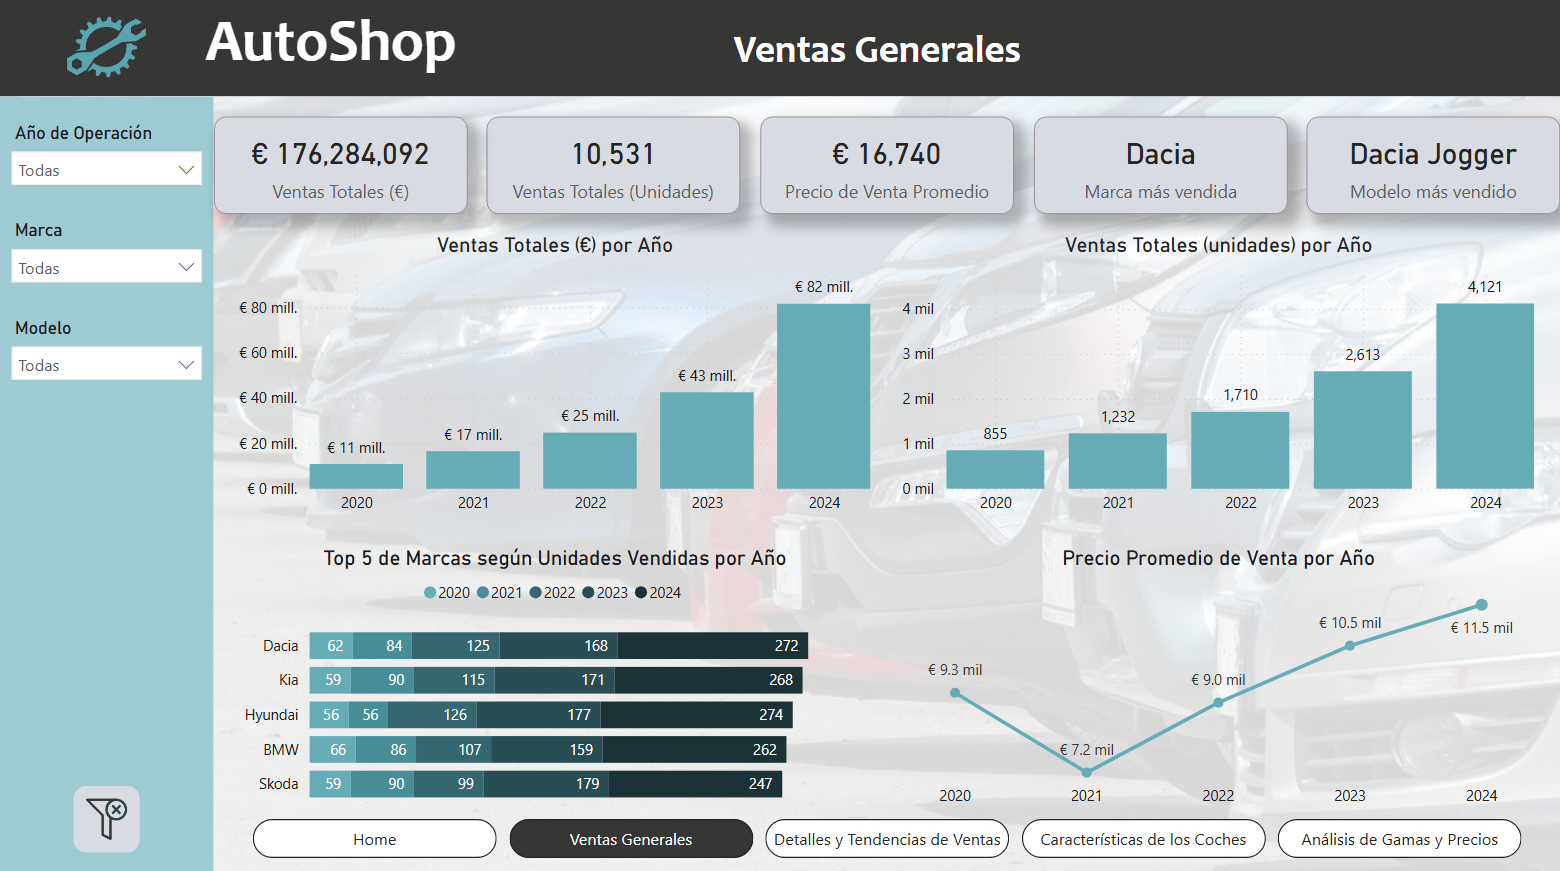 AutoShop
Ventas Generales
Año de Operación
Todas
Marca
Todas
Modelo
Todas
€ 176,284,092
Ventas Totales (€)
10,531
Ventas Totales (Unidades)
€ 16,740
Precio de Venta Promedio
Dacia
Marca más vendida
Dacia Jogger
Modelo más vendido
Ventas Totales (€) por Año
€ 80 mill.
€ 60 mill.
€ 40 mill.
€ 20 mill.
€ 0 mill.
€ 11 mill.
€ 17 mill.
€ 25 mill.
€ 43 mill.
€ 82 mill.
2020 2021 2022 2023 2024
Ventas Totales (unidades) por Año
4 mil
3 mil
2 mil
1 mil
0 mil
855
1,232
1,710
2,613
4,121
2020 2021 2022 2023 2024
Top 5 de Marcas según Unidades Vendidas por Año
2020 2021 2022 2023 2024
Dacia 62 84 125 168 272
Kia 59 90 115 171 268
Hyundai 56 56 126 177 274
BMW 66 86 107 159 262
Skoda 59 90 99 179 247
Precio Promedio de Venta por Año
€ 9.3 mil
€ 7.2 mil
€ 9.0 mil
€ 10.5 mil
€ 11.5 mil
2020 2021 2022 2023 2024
Home
Ventas Generales
Detalles y Tendencias de Ventas
Características de los Coches
Análisis de Gamas y Precios